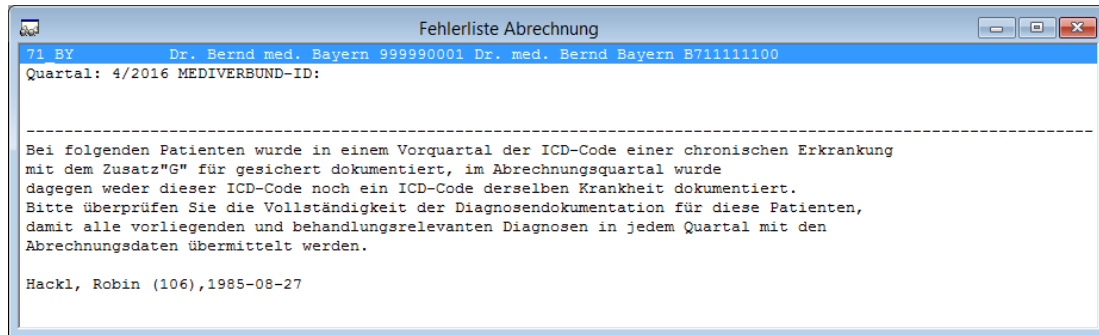 Fehlerliste Abrechnung
71_BY Dr. Bernd med. Bayern 999990001 Dr. med. Bernd Bayern B711111100
Quartal: 4/2016 MEDIVERBUND-ID:
--------------------------------------------------------------------------------------------------------------
Bei folgenden Patienten wurde in einem Vorquartal der ICD-Code einer chronischen Erkrankung
mit dem Zusatz"G" für gesichert dokumentiert, im Abrechnungsquartal wurde
dagegen weder dieser ICD-Code noch ein ICD-Code derselben Krankheit dokumentiert.
Bitte überprüfen Sie die Vollständigkeit der Diagnosendokumentation für diese Patienten,
damit alle vorliegenden und behandlungsrelevanten Diagnosen in jedem Quartal mit den
Abrechnungsdaten übermittelt werden.
Hackl, Robin (106),1985-08-27